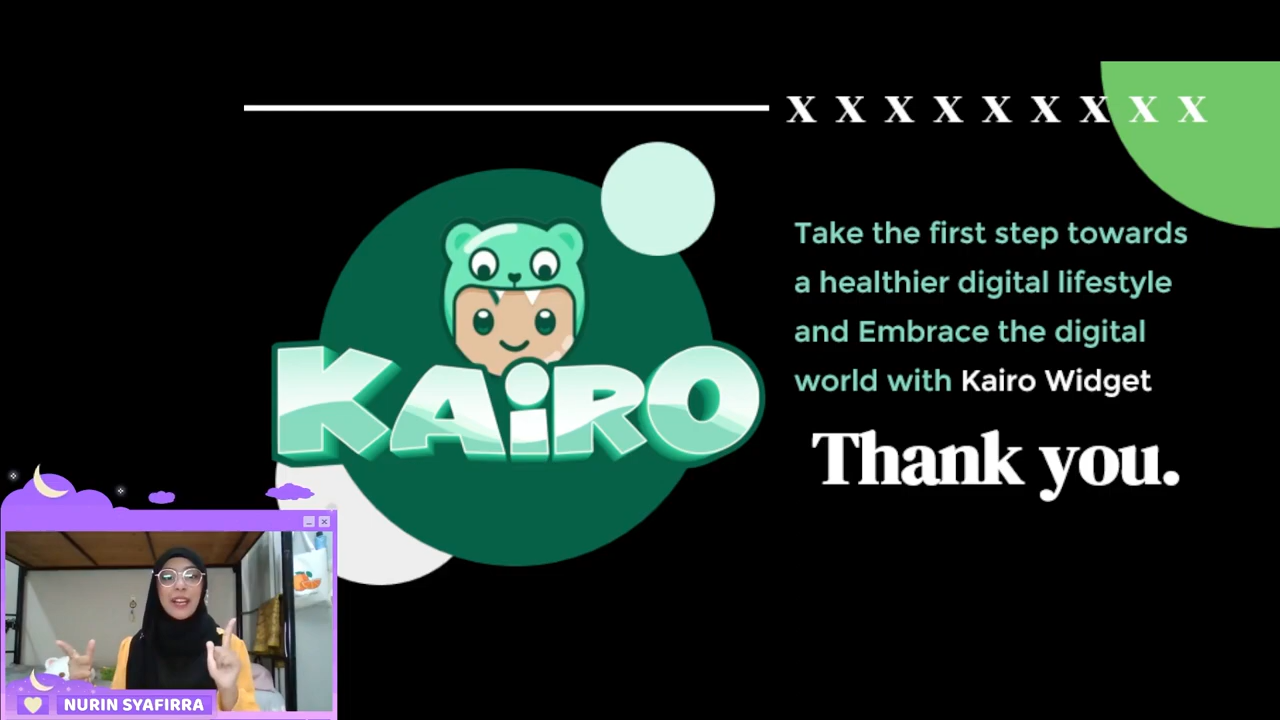 X X X X X X X X X
Take the first step towards
a healthier digital lifestyle
and Embrace the digital
world with Kairo Widget
KAiRO
Thank you.
NURIN SYAFIRRA